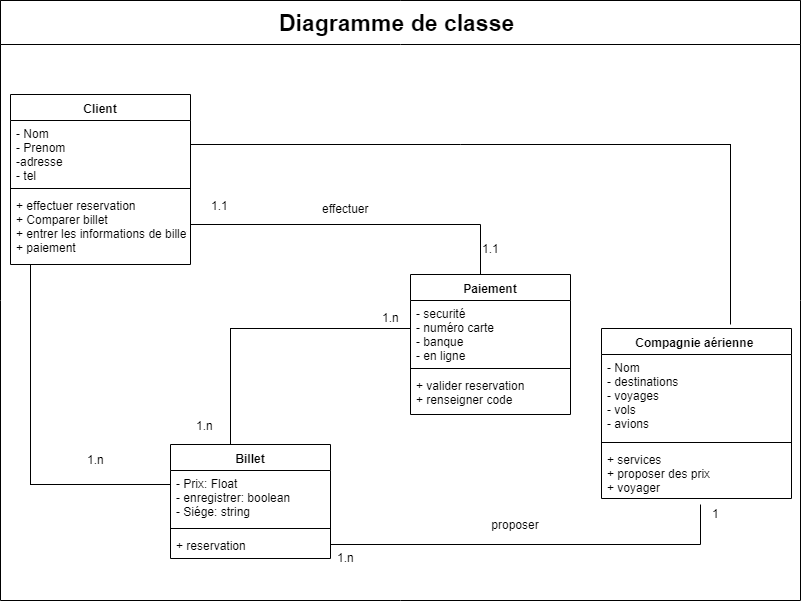 Diagramme de classe
Client
- Nom
- Prenom
-adresse
- tel
+ effectuer reservation
+ Comparer billet
+ entrer les informations de bille
+ paiement
1.1
effectuer
1.1
Paiement
- securité
- numéro carte
- banque
- en ligne
+ valider reservation
+ renseigner code
1.n
Compagnie aérienne
- Nom
- destinations
- voyages
- vols
- avions
+ services
+ proposer des prix
+ voyager
1.n
1.n
Billet
- Prix: Float
- enregistrer: boolean
- Siége: string
+ reservation
1
proposer
1.n